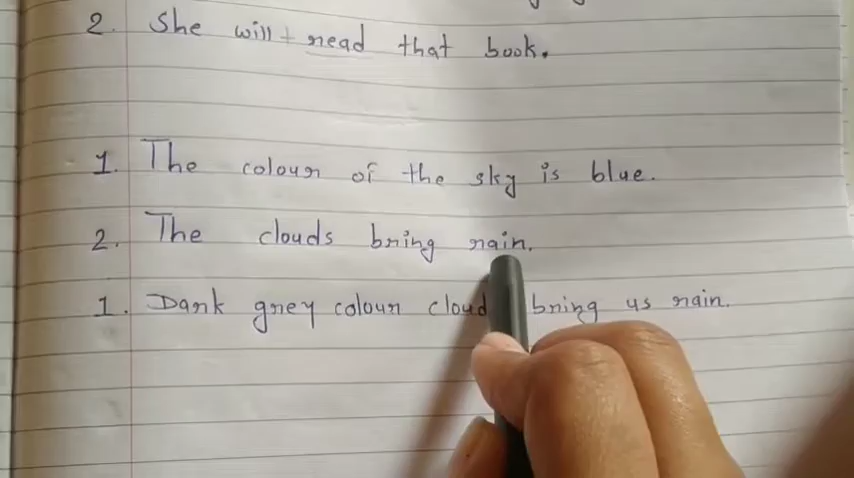 2. She will read that book.
1. The colour of the sky is blue.
2. The clouds bring rain.
1. Dark grey colour cloud bring us rain.